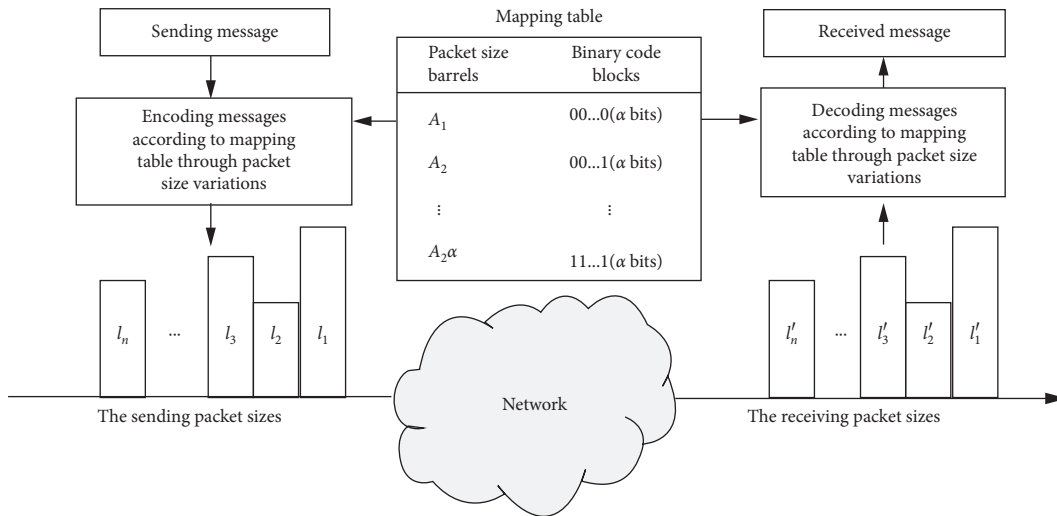 Sending message
Encoding messages
according to mapping
table through packet
size variations
Mapping table
Packet size
barrels
Binary code
blocks
A₁
00...0(α bits)
A₂
00...1(α bits)
⋮
⋮
A₂α
11...1(α bits)
Received message
Decoding messages
according to mapping
table through packet size
variations
lₙ
...
l₃
l₂
l₁
The sending packet sizes
Network
l′ₙ
...
l′₃
l′₂
l′₁
The receiving packet sizes